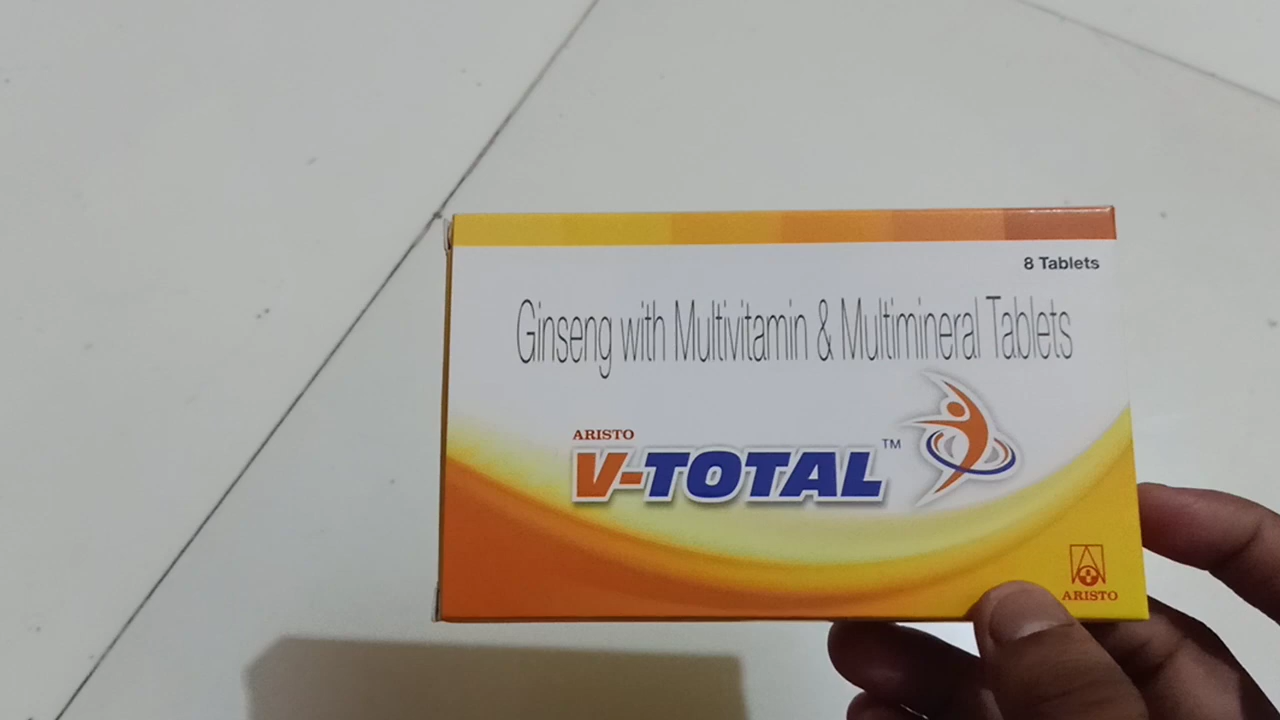 8 Tablets
Ginseng with Multivitamin & Multimineral Tablets
ARISTO
V-TOTAL™
ARISTO